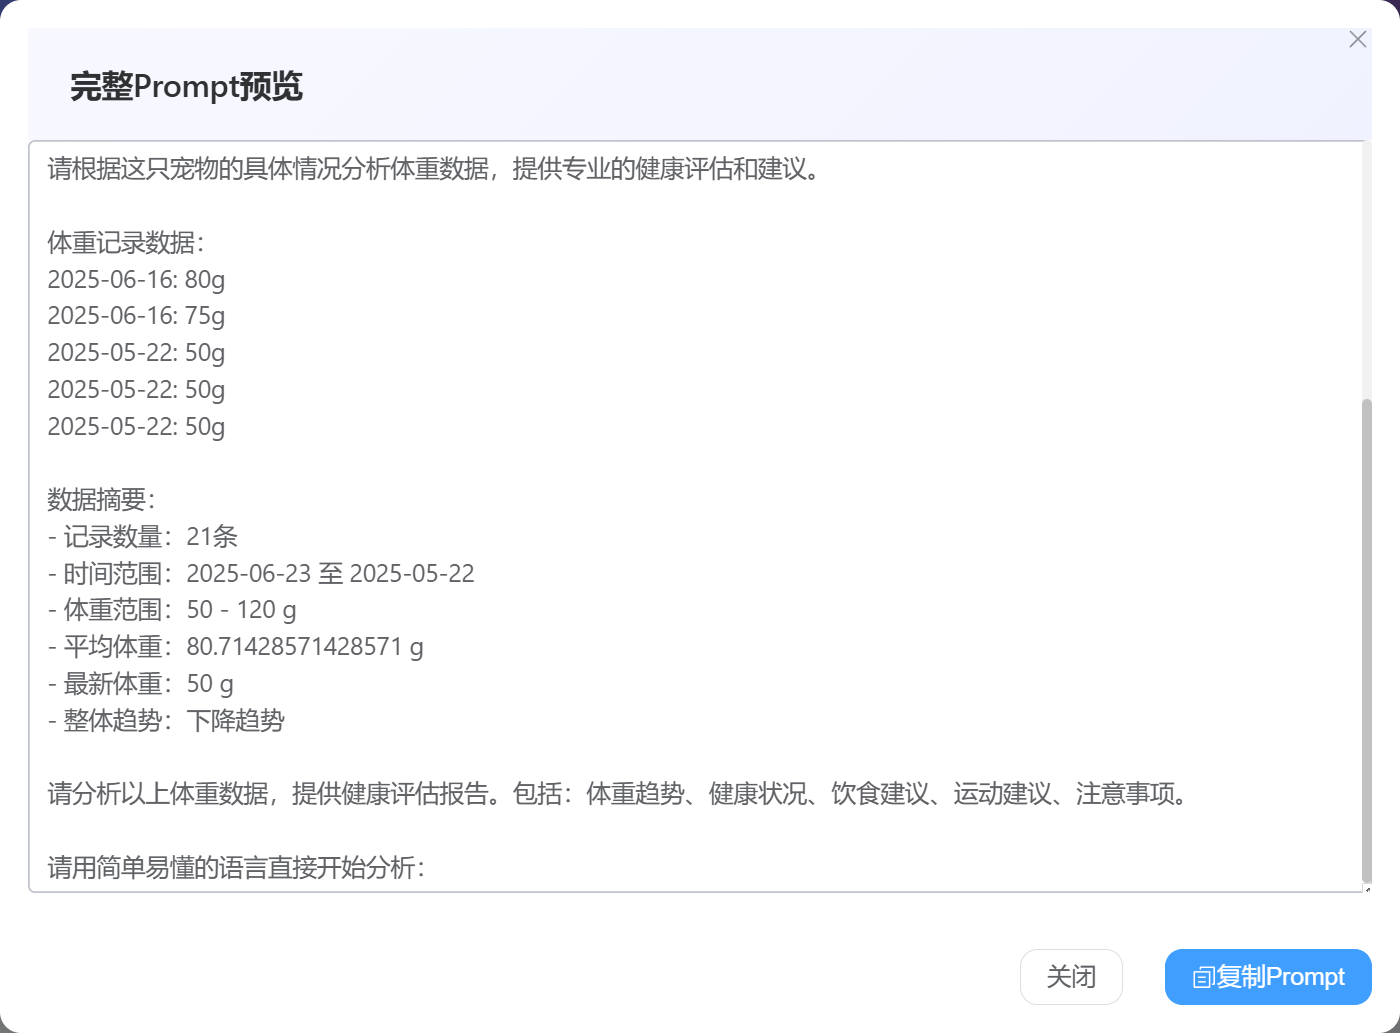 完整Prompt预览
请根据这只宠物的具体情况分析体重数据，提供专业的健康评估和建议。
体重记录数据：
2025-06-16: 80g
2025-06-16: 75g
2025-05-22: 50g
2025-05-22: 50g
2025-05-22: 50g
数据摘要：
- 记录数量：21条
- 时间范围：2025-06-23 至 2025-05-22
- 体重范围：50 - 120 g
- 平均体重：80.71428571428571 g
- 最新体重：50 g
- 整体趋势：下降趋势
请分析以上体重数据，提供健康评估报告。包括：体重趋势、健康状况、饮食建议、运动建议、注意事项。
请用简单易懂的语言直接开始分析：
关闭
复制Prompt